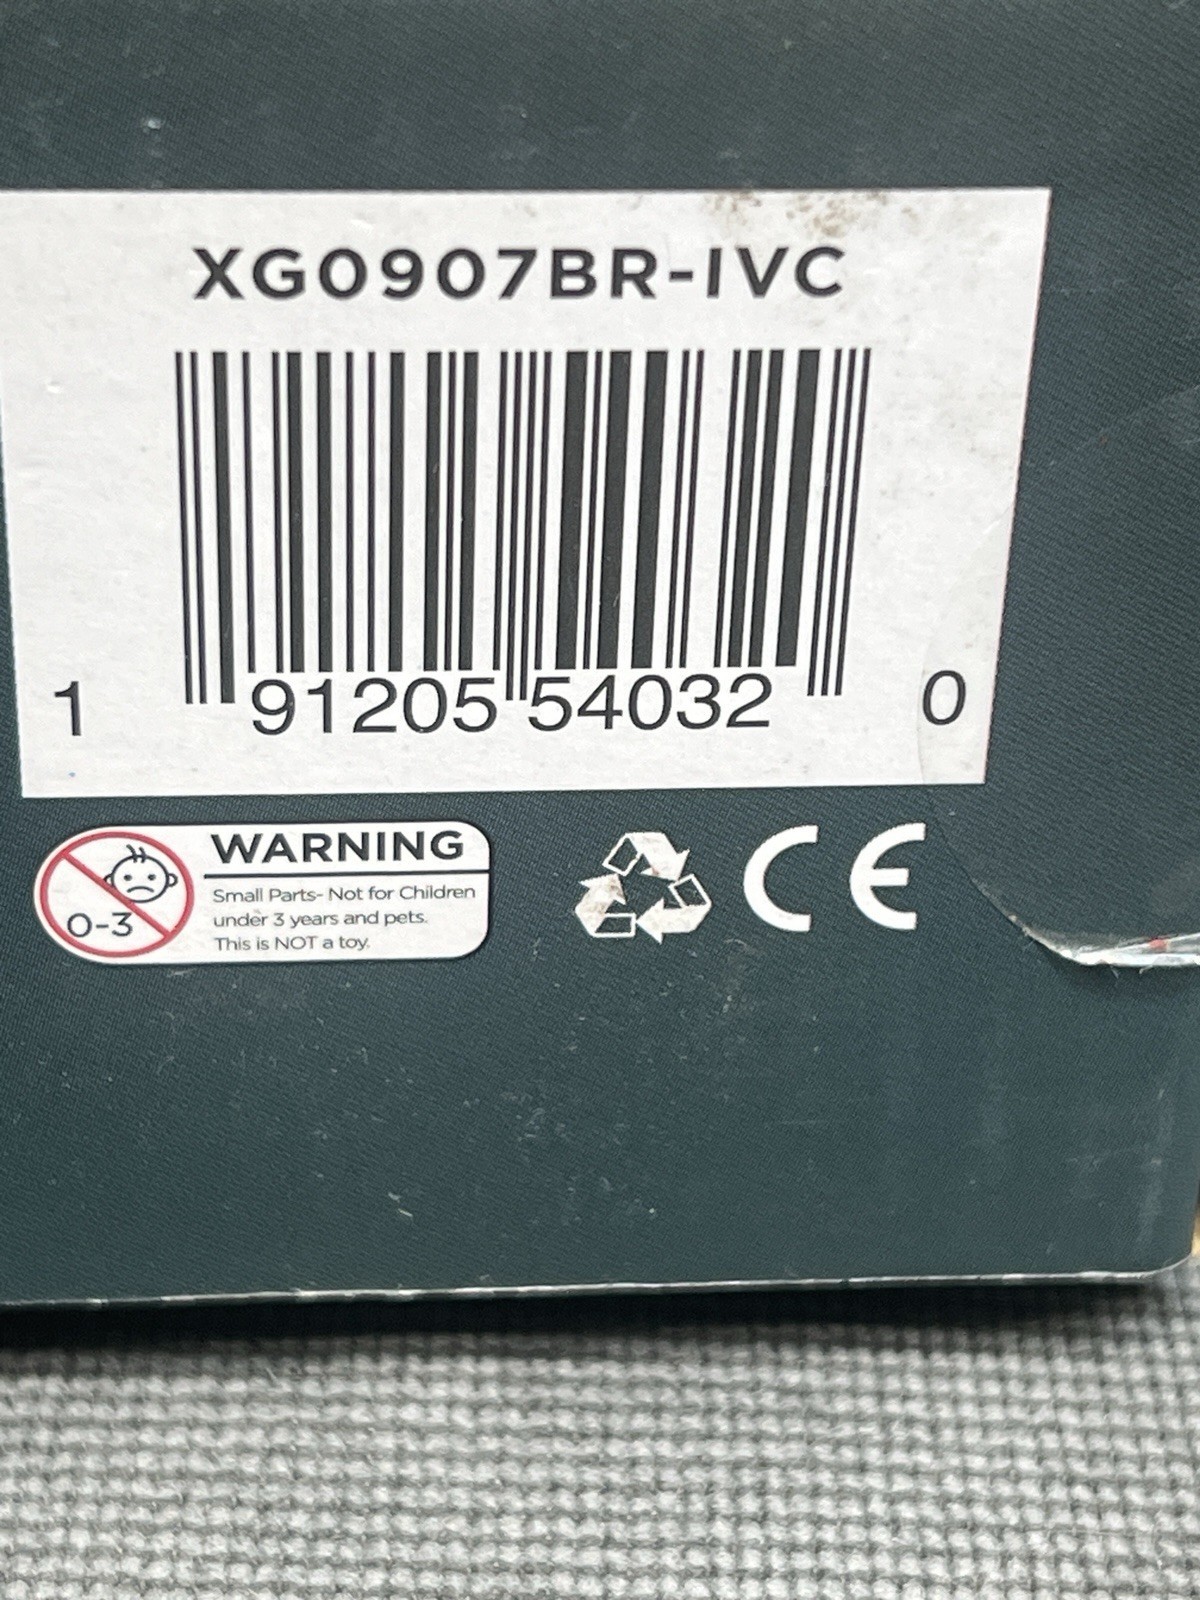 XG0907BR-IVC
1 91205 54032 0
WARNING
0-3
Small Parts- Not for Children
under 3 years and pets.
This is NOT a toy.
CE